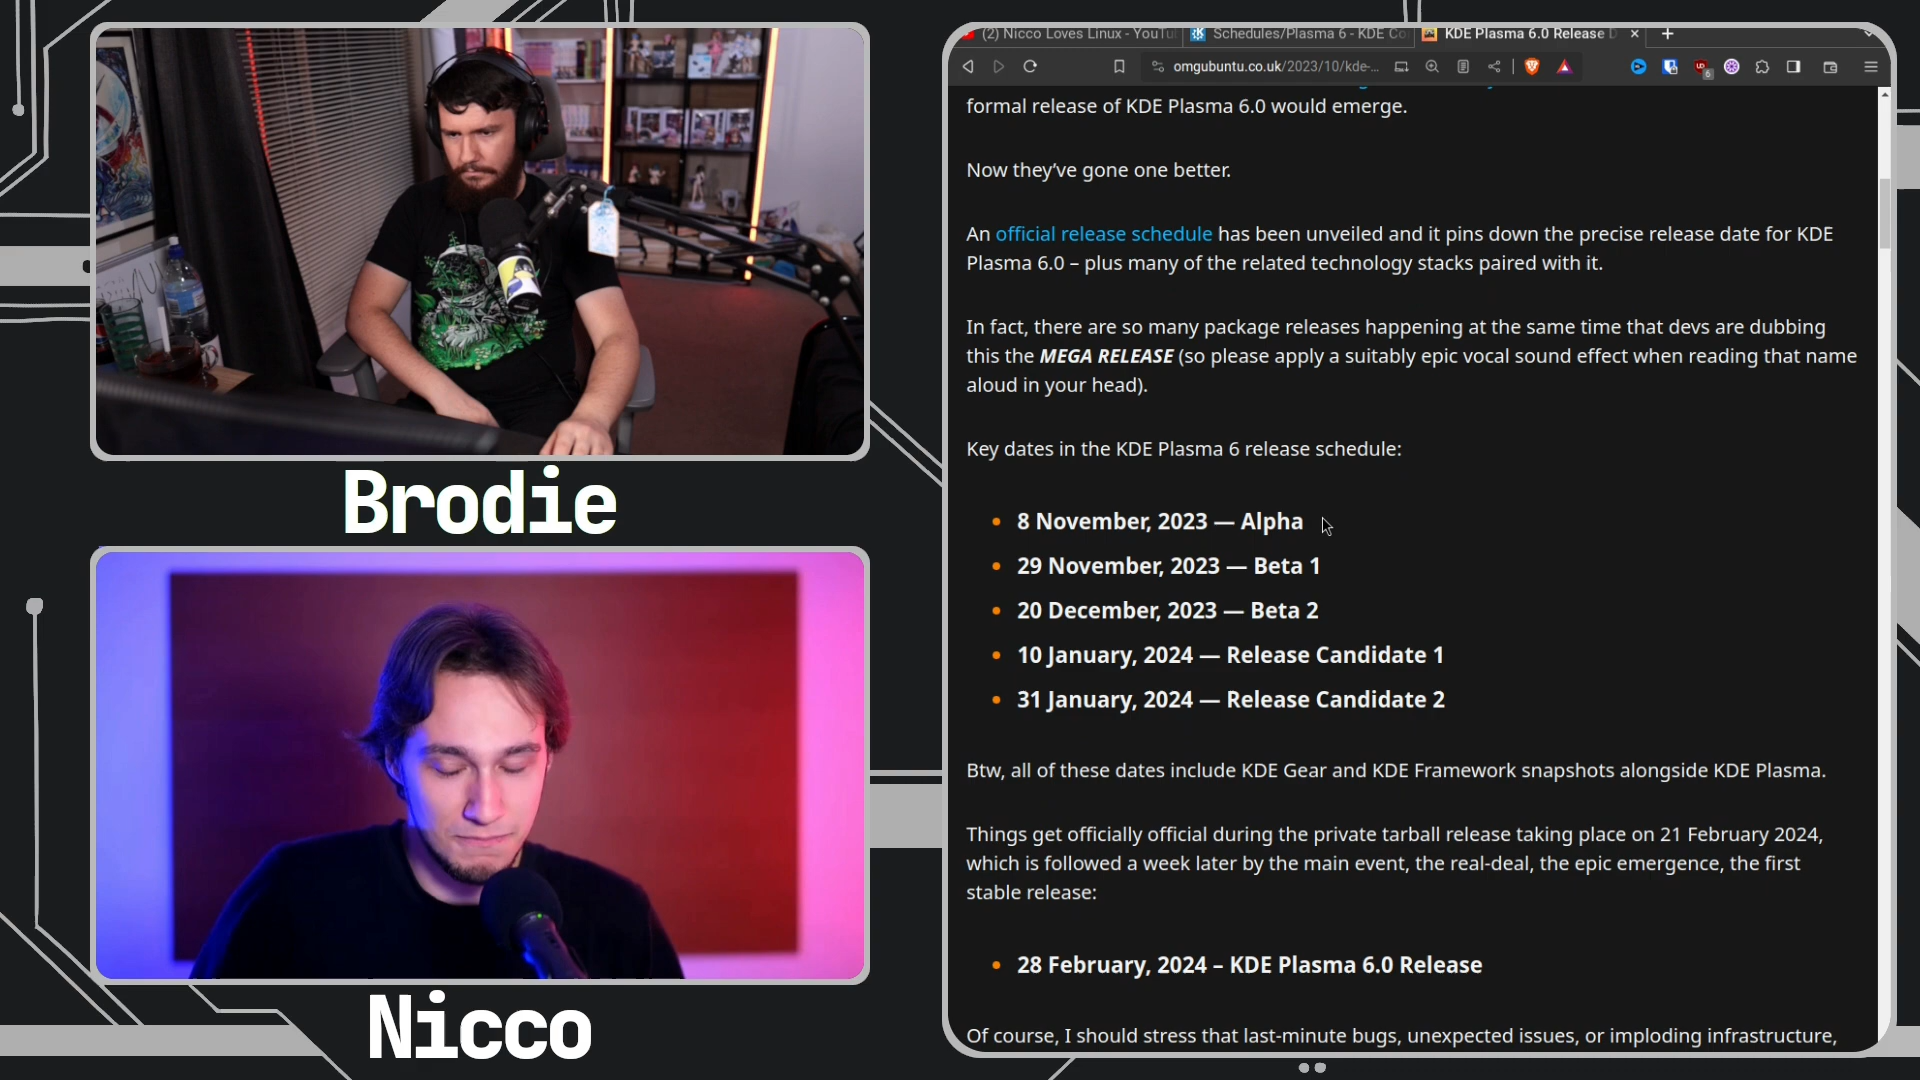 Brodie
Nicco
(2) Nicco Loves Linux - YouTu
Schedules/Plasma 6 - KDE Co
KDE Plasma 6.0 Release D
omgubuntu.co.uk/2023/10/kde-...
6
formal release of KDE Plasma 6.0 would emerge.
Now they’ve gone one better.
An official release schedule has been unveiled and it pins down the precise release date for KDE
Plasma 6.0 – plus many of the related technology stacks paired with it.
In fact, there are so many package releases happening at the same time that devs are dubbing
this the MEGA RELEASE (so please apply a suitably epic vocal sound effect when reading that name
aloud in your head).
Key dates in the KDE Plasma 6 release schedule:
• 8 November, 2023 — Alpha
• 29 November, 2023 — Beta 1
• 20 December, 2023 — Beta 2
• 10 January, 2024 — Release Candidate 1
• 31 January, 2024 — Release Candidate 2
Btw, all of these dates include KDE Gear and KDE Framework snapshots alongside KDE Plasma.
Things get officially official during the private tarball release taking place on 21 February 2024,
which is followed a week later by the main event, the real-deal, the epic emergence, the first
stable release:
• 28 February, 2024 – KDE Plasma 6.0 Release
Of course, I should stress that last-minute bugs, unexpected issues, or imploding infrastructure,